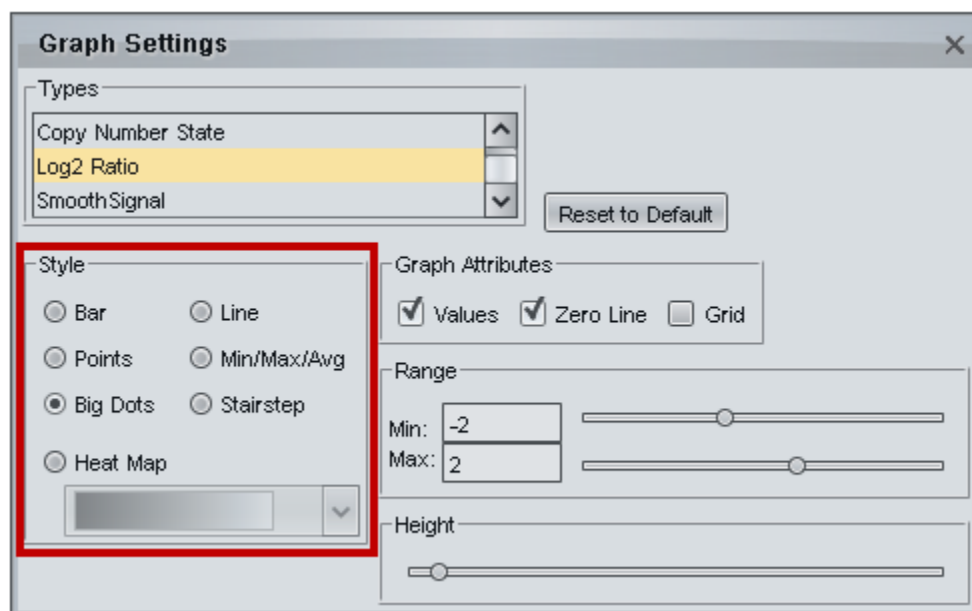 Graph Settings
Types
Copy Number State
Log2 Ratio
SmoothSignal
Reset to Default
Style
Bar
Line
Points
Min/Max/Avg
Big Dots
Stairstep
Heat Map
Graph Attributes
Values
Zero Line
Grid
Range
Min: -2
Max: 2
Height